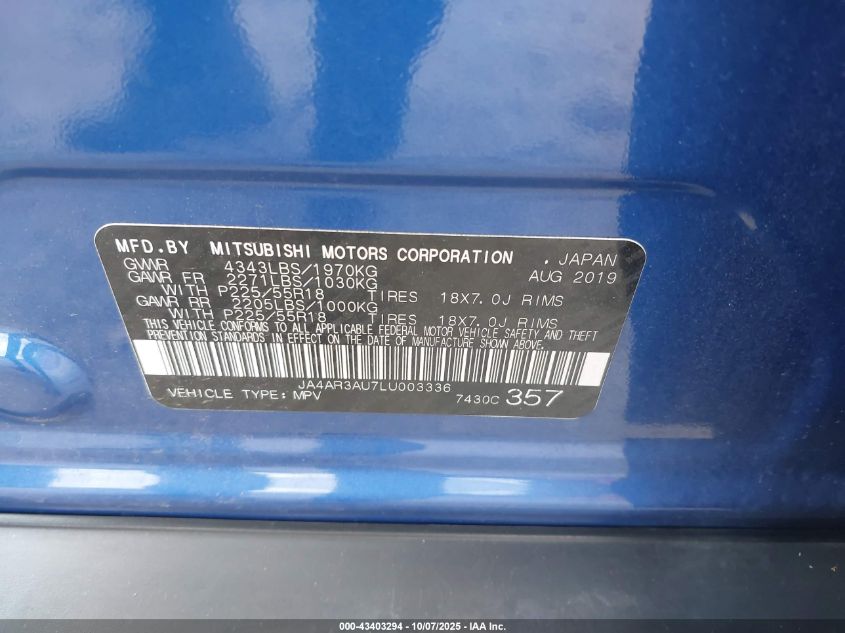 MFD.BY MITSUBISHI MOTORS CORPORATION . JAPAN
GVWR 4343LBS/1970KG AUG 2019
GAWR FR 2271LBS/1030KG
WITH P225/55R18 TIRES 18X7.0J RIMS
GAWR RR 2205LBS/1000KG
WITH P225/55R18 TIRES 18X7.0J RIMS
THIS VEHICLE CONFORMS TO ALL APPLICABLE FEDERAL MOTOR VEHICLE SAFETY AND THEFT
PREVENTION STANDARDS IN EFFECT ON THE DATE OF MANUFACTURE SHOWN ABOVE.
JA4AR3AU7LU003336
VEHICLE TYPE: MPV 7430C 357
000-43403294 - 10/07/2025 - IAA Inc.